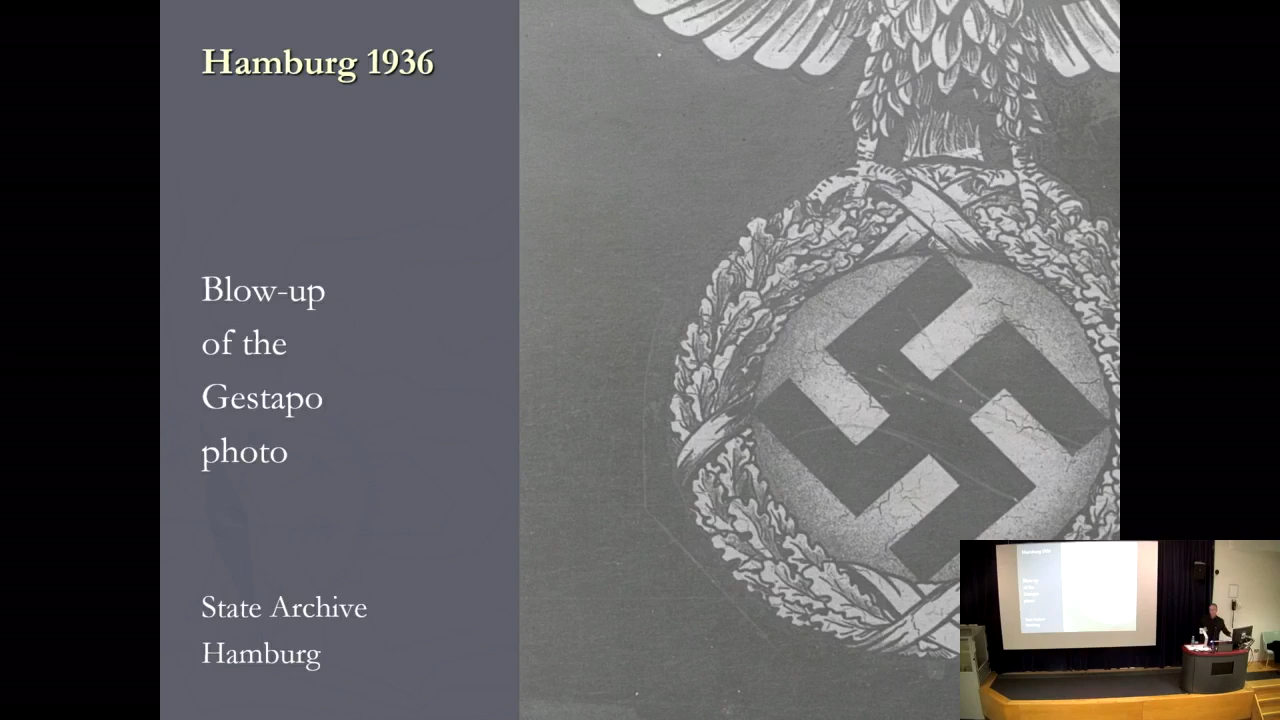 Hamburg 1936
Blow-up
of the
Gestapo
photo
State Archive
Hamburg